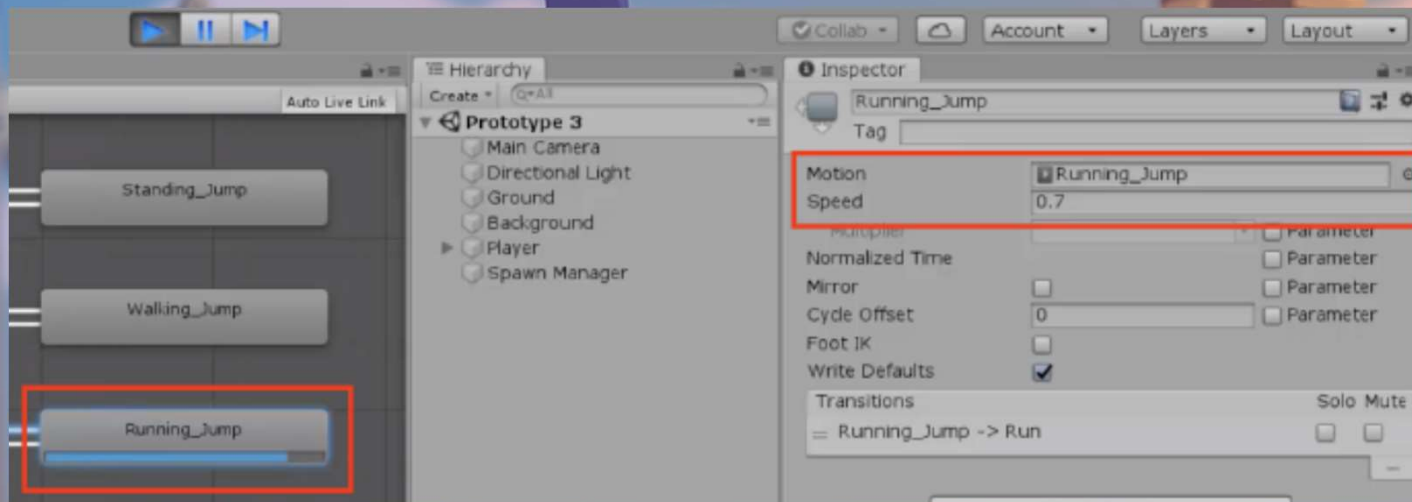 Collab
Account
Layers
Layout
Hierarchy
Inspector
Auto Live Link
Create
All
Running_Jump
Prototype 3
Tag
Main Camera
Directional Light
Ground
Background
Player
Spawn Manager
Standing_Jump
Walking_Jump
Running_Jump
Motion Running_Jump
Speed 0.7
Multiplier Parameter
Normalized Time Parameter
Mirror Parameter
Cycle Offset 0 Parameter
Foot IK
Write Defaults
Transitions Solo Mute
Running_Jump -> Run